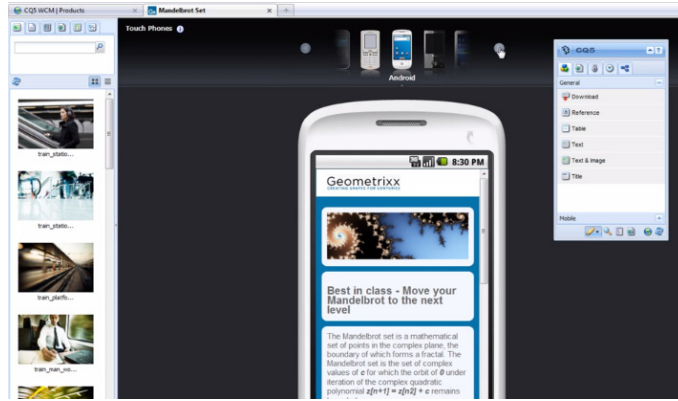 CQ5 WCM | Products
Mandelbrot Set
Touch Phones
Android
train_statio...
train_statio...
train_platfo...
train_man_wo...
8:30 PM
Geometrixx
CREATING SHAPES FOR CENTURIES
Best in class - Move your
Mandelbrot to the next
level
The Mandelbrot set is a mathematical
set of points in the complex plane, the
boundary of which forms a fractal. The
Mandelbrot set is the set of complex
values of c for which the orbit of 0 under
iteration of the complex quadratic
polynomial z[n+1] = z[n2] + c remains
CQ5
General
Download
Reference
Table
Text
Text & Image
Title
Mobile